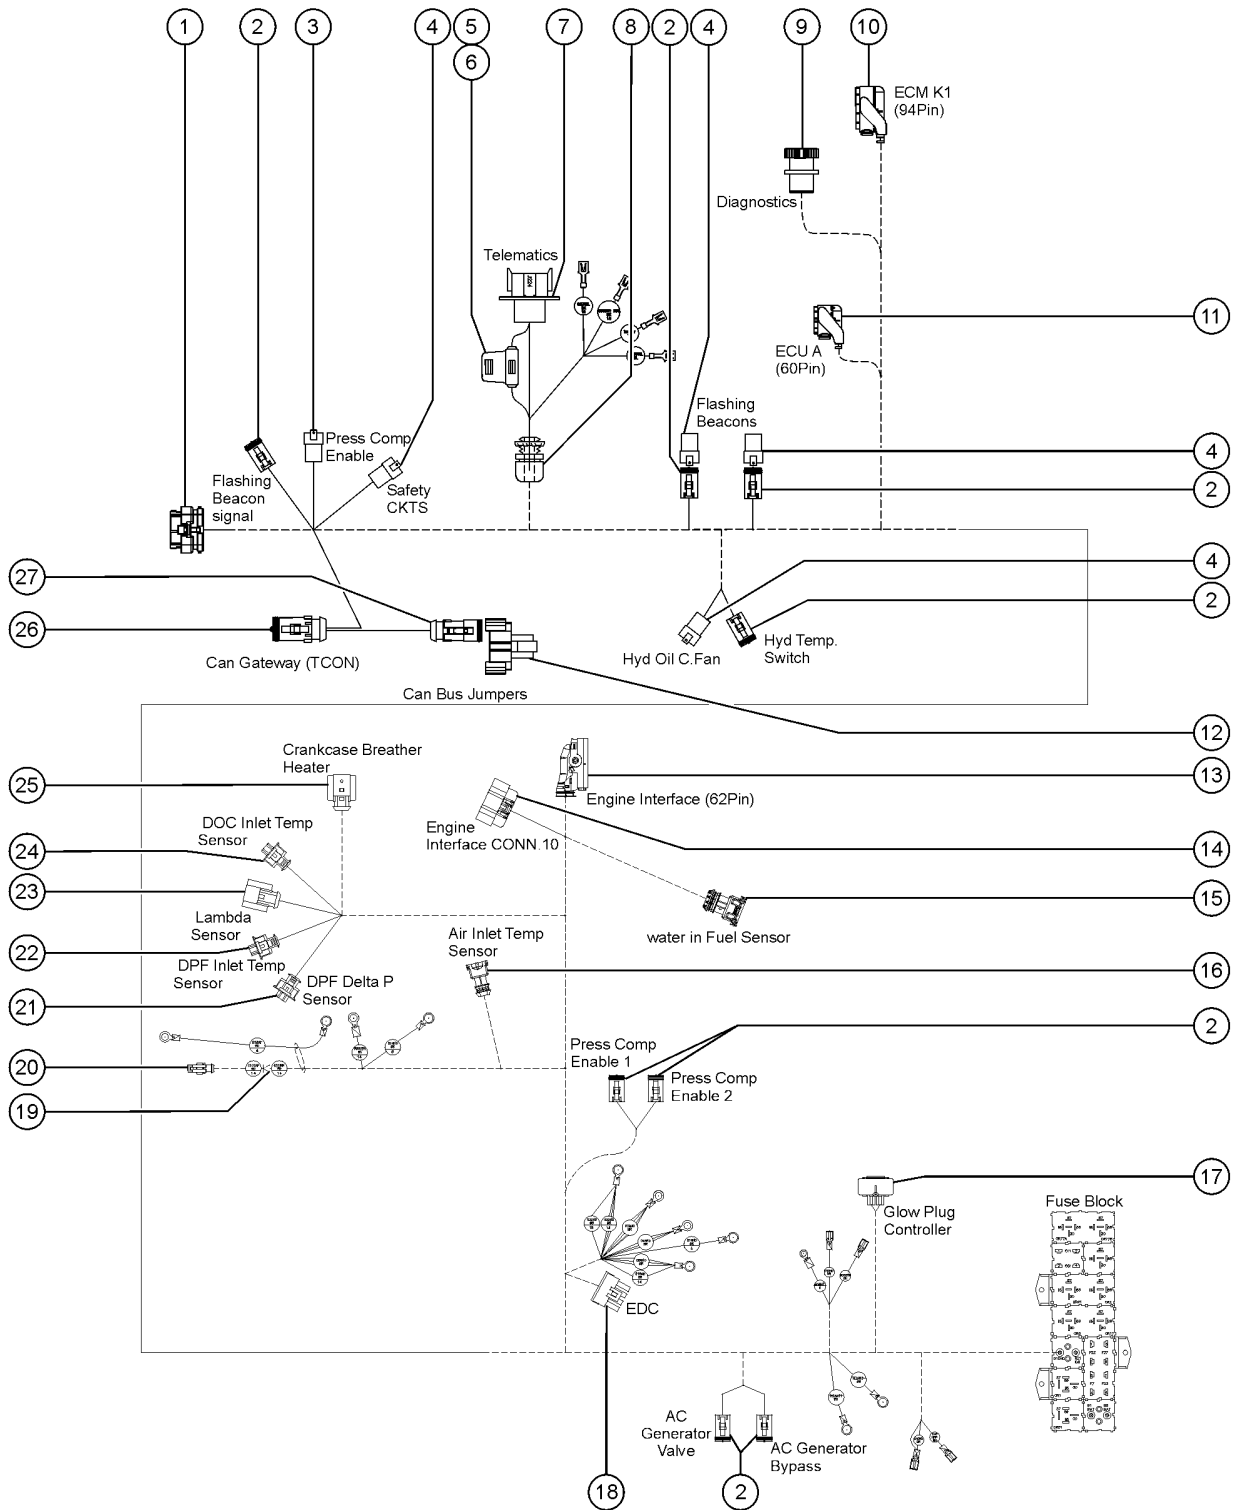 1 2 3 4 5 7 8 2 4 9 10
6
ECM K1
(94Pin)
Diagnostics
Telematics
11
ECU A
(60Pin)
Flashing
Beacons
Press Comp
Enable
4
Safety
CKTS
Flashing
Beacon
signal
2
27
4
26
2
Can Gateway (TCON)
Hyd Oil C.Fan
Hyd Temp.
Switch
Can Bus Jumpers
12
Crankcase Breather
Heater
25
13
Engine Interface (62Pin)
DOC Inlet Temp
Sensor
Engine
Interface CONN.10
24
14
23
15
Lambda
Sensor
Air Inlet Temp
Sensor
water in Fuel Sensor
22
DPF Inlet Temp
Sensor
16
DPF Delta P
Sensor
21
2
Press Comp
Enable 1
20
Press Comp
Enable 2
19
17
Glow Plug
Controller
Fuse Block
EDC
AC
Generator
Valve
AC Generator
Bypass
18
2